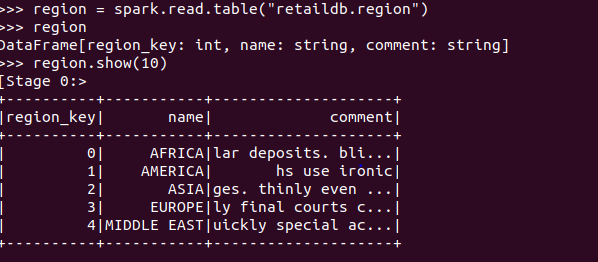 >>> region = spark.read.table("retaildb.region")
>>> region
DataFrame[region_key: int, name: string, comment: string]
>>> region.show(10)
[Stage 0:>
+----------+-----------+--------------------+
|region_key|       name|             comment|
+----------+-----------+--------------------+
|         0|     AFRICA|lar deposits. bli...|
|         1|    AMERICA|       hs use ironic|
|         2|       ASIA|ges. thinly even ...|
|         3|     EUROPE|ly final courts c...|
|         4|MIDDLE EAST|uickly special ac...|
+----------+-----------+--------------------+